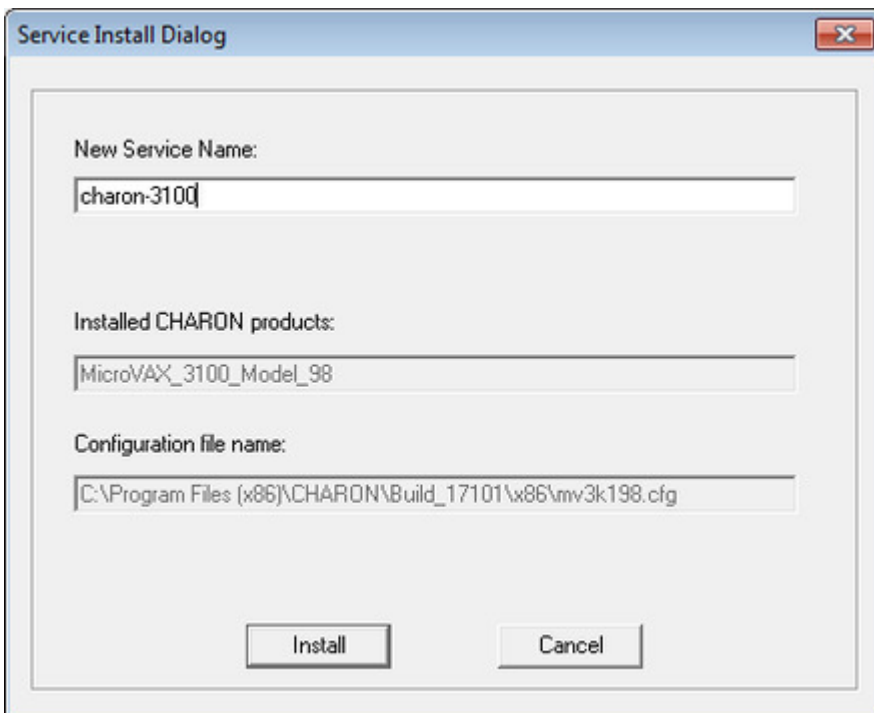 Service Install Dialog
New Service Name:
charon-3100
Installed CHARON products:
MicroVAX_3100_Model_98
Configuration file name:
C:\Program Files (x86)\CHARON\Build_17101\x86\mv3k198.cfg
Install
Cancel